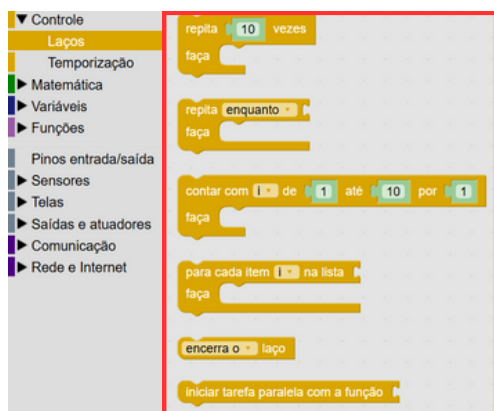 Controle
Laços
Temporização
Matemática
Variáveis
Funções
Pinos entrada/saída
Sensores
Telas
Saídas e atuadores
Comunicação
Rede e Internet
repita 10 vezes
faça
repita enquanto
faça
contar com i de 1 até 10 por 1
faça
para cada item i na lista
faça
encerra o laço
iniciar tarefa paralela com a função